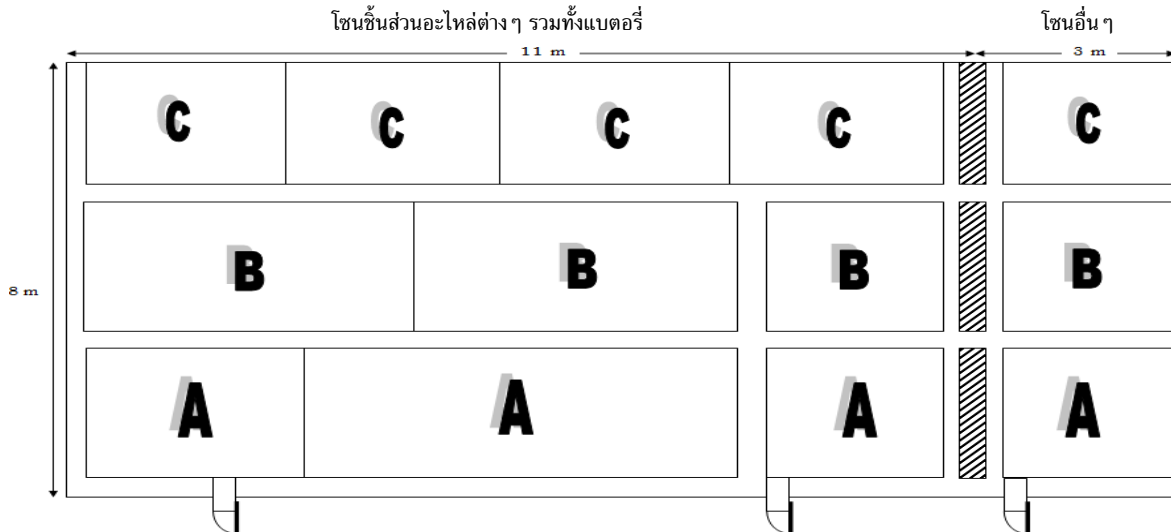 โซนชิ้นส่วนอะไหล่ต่าง ๆ รวมทั้งแบตอรี่ โซนอื่น ๆ
11 m 3 m
C C C C C
8 m
B B B B
A A A A